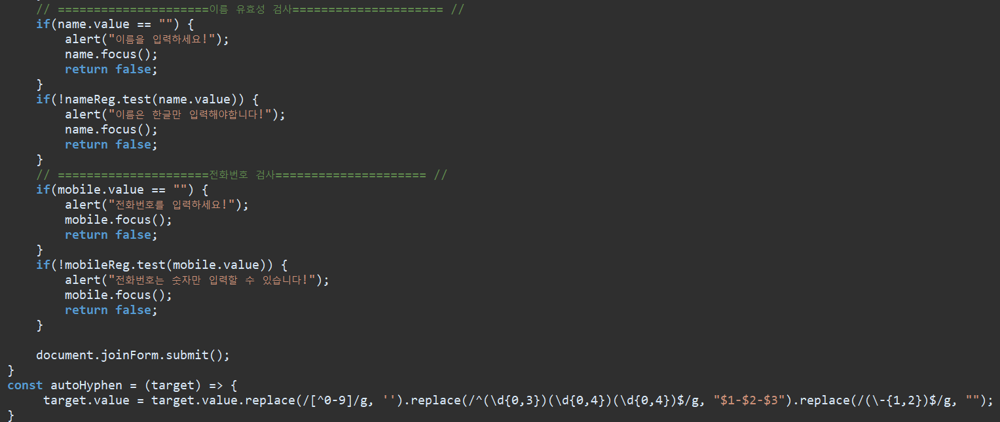 // =====================이름 유효성 검사===================== //
if(name.value == "") {
alert("이름을 입력하세요!");
name.focus();
return false;
}
if(!nameReg.test(name.value)) {
alert("이름은 한글만 입력해야합니다!");
name.focus();
return false;
}
// =====================전화번호 검사===================== //
if(mobile.value == "") {
alert("전화번호를 입력하세요!");
mobile.focus();
return false;
}
if(!mobileReg.test(mobile.value)) {
alert("전화번호는 숫자만 입력할 수 있습니다!");
mobile.focus();
return false;
}
document.joinForm.submit();
}
const autoHyphen = (target) => {
target.value = target.value.replace(/[^0-9]/g, '').replace(/^(\d{0,3})(\d{0,4})(\d{0,4})$/g, "$1-$2-$3").replace(/(\-{1,2})$/g, "");
}